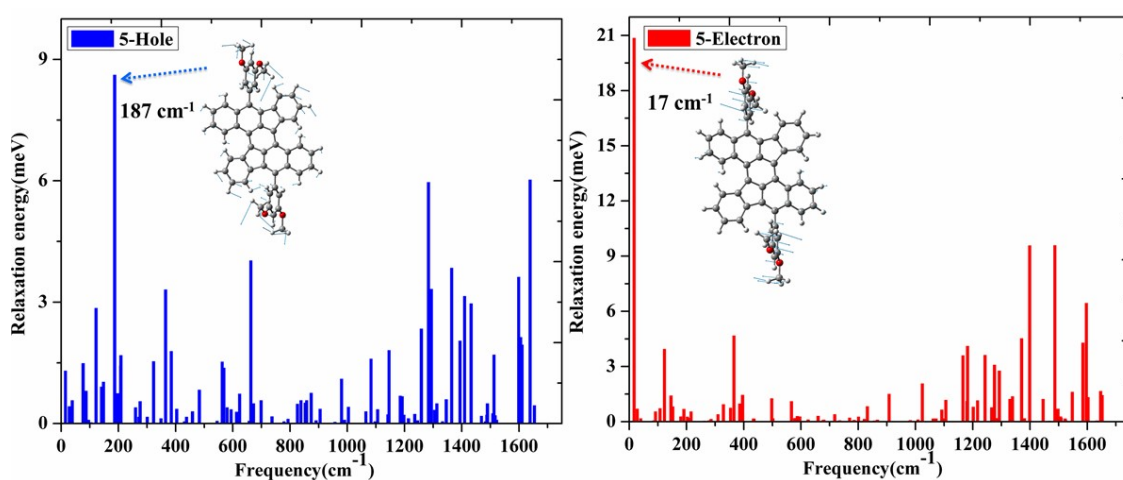 5-Hole
187 cm-1
Relaxation energy(meV)
9
6
3
0
0 200 400 600 800 1000 1200 1400 1600
Frequency(cm-1)
5-Electron
17 cm-1
Relaxation energy(meV)
21
18
15
12
9
6
3
0
0 200 400 600 800 1000 1200 1400 1600
Frequency(cm-1)